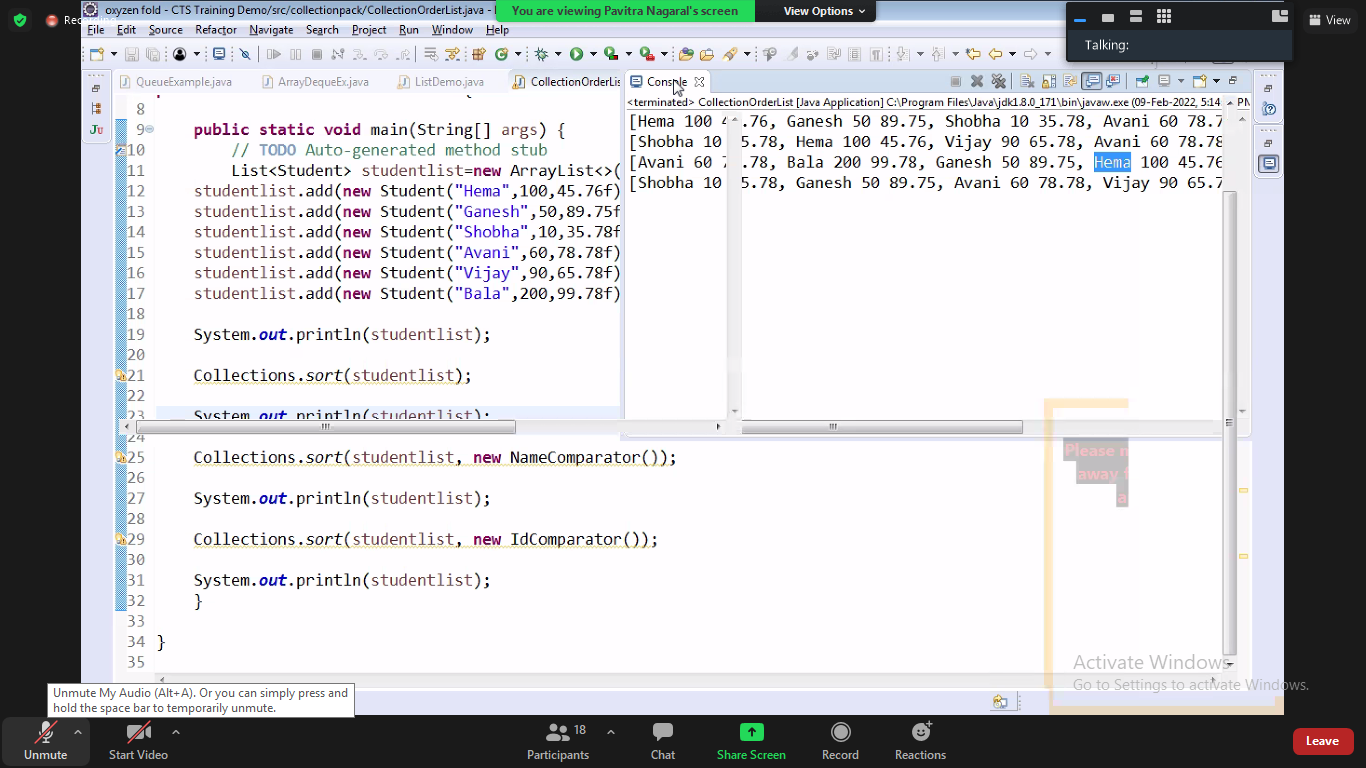 oxyzen fold - CTS Training Demo/src/collectionpack/CollectionOrderList.java -
Recording
You are viewing Pavitra Nagaral's screen
View Options
View
Talking:
File Edit Source Refactor Navigate Search Project Run Window Help
QueueExample.java ArrayDequeEx.java ListDemo.java CollectionOrderLis Console
<terminated> CollectionOrderList [Java Application] C:\Program Files\Java\jdk1.8.0_171\bin\javaw.exe (09-Feb-2022, 5:14 PM
[Hema 100 4 .76, Ganesh 50 89.75, Shobha 10 35.78, Avani 60 78.7
[Shobha 10 5.78, Hema 100 45.76, Vijay 90 65.78, Avani 60 78.78
[Avani 60 7 .78, Bala 200 99.78, Ganesh 50 89.75, Hema 100 45.76
[Shobha 10 5.78, Ganesh 50 89.75, Avani 60 78.78, Vijay 90 65.7
8
9 public static void main(String[] args) {
10 // TODO Auto-generated method stub
11 List<Student> studentlist=new ArrayList<>(
12 studentlist.add(new Student("Hema",100,45.76f)
13 studentlist.add(new Student("Ganesh",50,89.75f
14 studentlist.add(new Student("Shobha",10,35.78f
15 studentlist.add(new Student("Avani",60,78.78f)
16 studentlist.add(new Student("Vijay",90,65.78f)
17 studentlist.add(new Student("Bala",200,99.78f)
18
19 System.out.println(studentlist);
20
21 Collections.sort(studentlist);
22
23 System.out.println(studentlist);
24
25 Collections.sort(studentlist, new NameComparator());
26
27 System.out.println(studentlist);
28
29 Collections.sort(studentlist, new IdComparator());
30
31 System.out.println(studentlist);
32 }
33
34 }
35
Please
away
Activate Windows
Go to Settings to activate Windows.
Unmute My Audio (Alt+A). Or you can simply press and
hold the space bar to temporarily unmute.
Unmute Start Video Participants 18 Chat Share Screen Record Reactions Leave